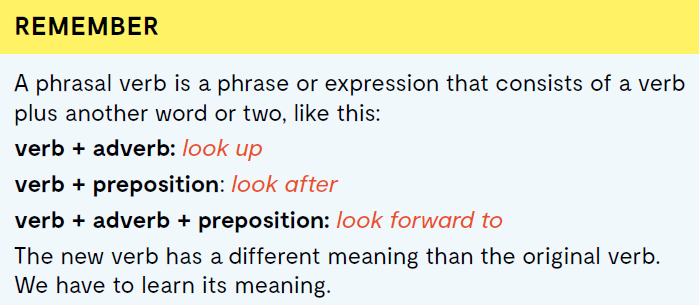 REMEMBER
A phrasal verb is a phrase or expression that consists of a verb
plus another word or two, like this:
verb + adverb: look up
verb + preposition: look after
verb + adverb + preposition: look forward to
The new verb has a different meaning than the original verb.
We have to learn its meaning.